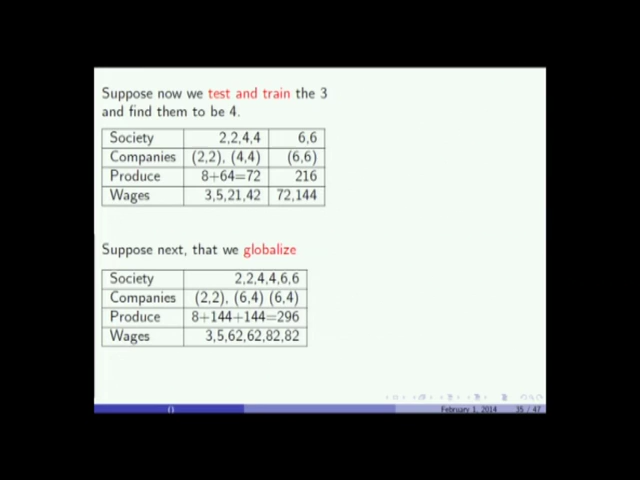 Suppose now we test and train the 3
and find them to be 4.
Society 2,2,4,4 6,6
Companies (2,2), (4,4) (6,6)
Produce 8+64=72 216
Wages 3,5,21,42 72,144
Suppose next, that we globalize
Society 2,2,4,4,6,6
Companies (2,2), (6,4) (6,4)
Produce 8+144+144=296
Wages 3,5,62,62,82,82
() February 1, 2014 35 / 47